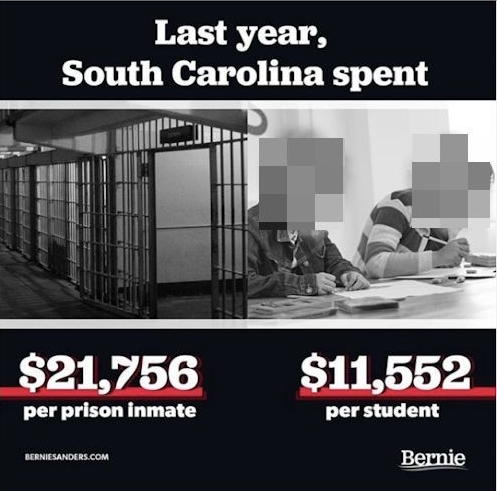 Last year,
South Carolina spent
$21,756
per prison inmate
$11,552
per student
BERNIESANDERS.COM
Bernie